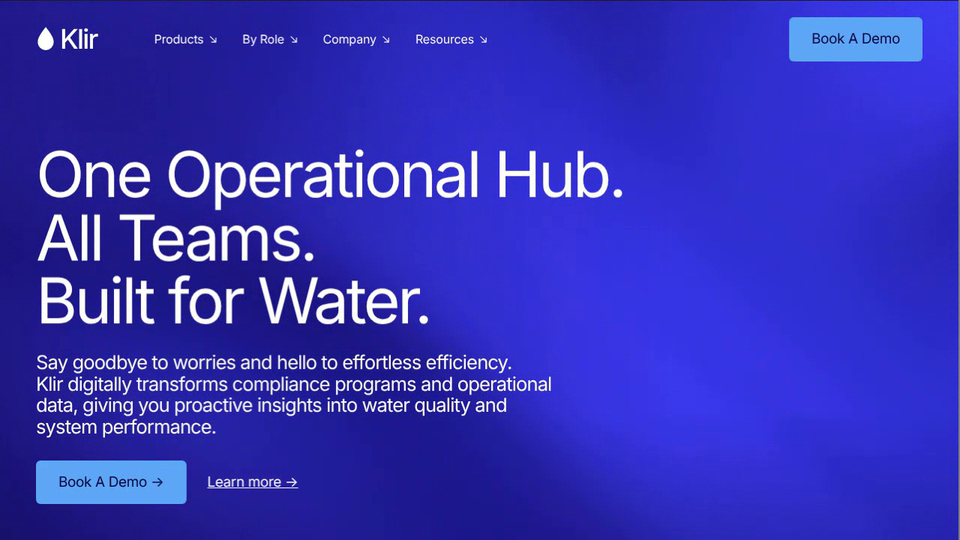 Klir
Products ↘ By Role ↘ Company ↘ Resources ↘
Book A Demo
One Operational Hub.
All Teams.
Built for Water.
Say goodbye to worries and hello to effortless efficiency.
Klir digitally transforms compliance programs and operational
data, giving you proactive insights into water quality and
system performance.
Book A Demo → Learn more →